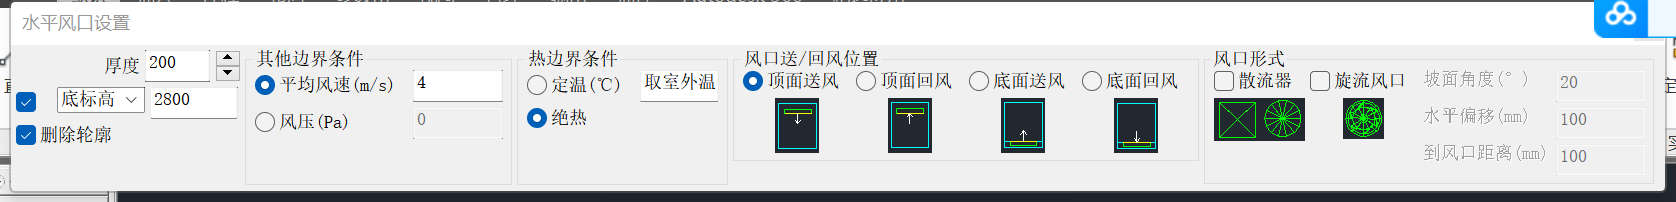 水平风口设置
厚度 200
底标高 2800
删除轮廓
其他边界条件
平均风速(m/s) 4
风压(Pa) 0
热边界条件
定温(℃) 取室外温
绝热
风口送/回风位置
顶面送风 顶面回风 底面送风 底面回风
风口形式
散流器 旋流风口
坡面角度(°) 20
水平偏移(mm) 100
到风口距离(mm) 100